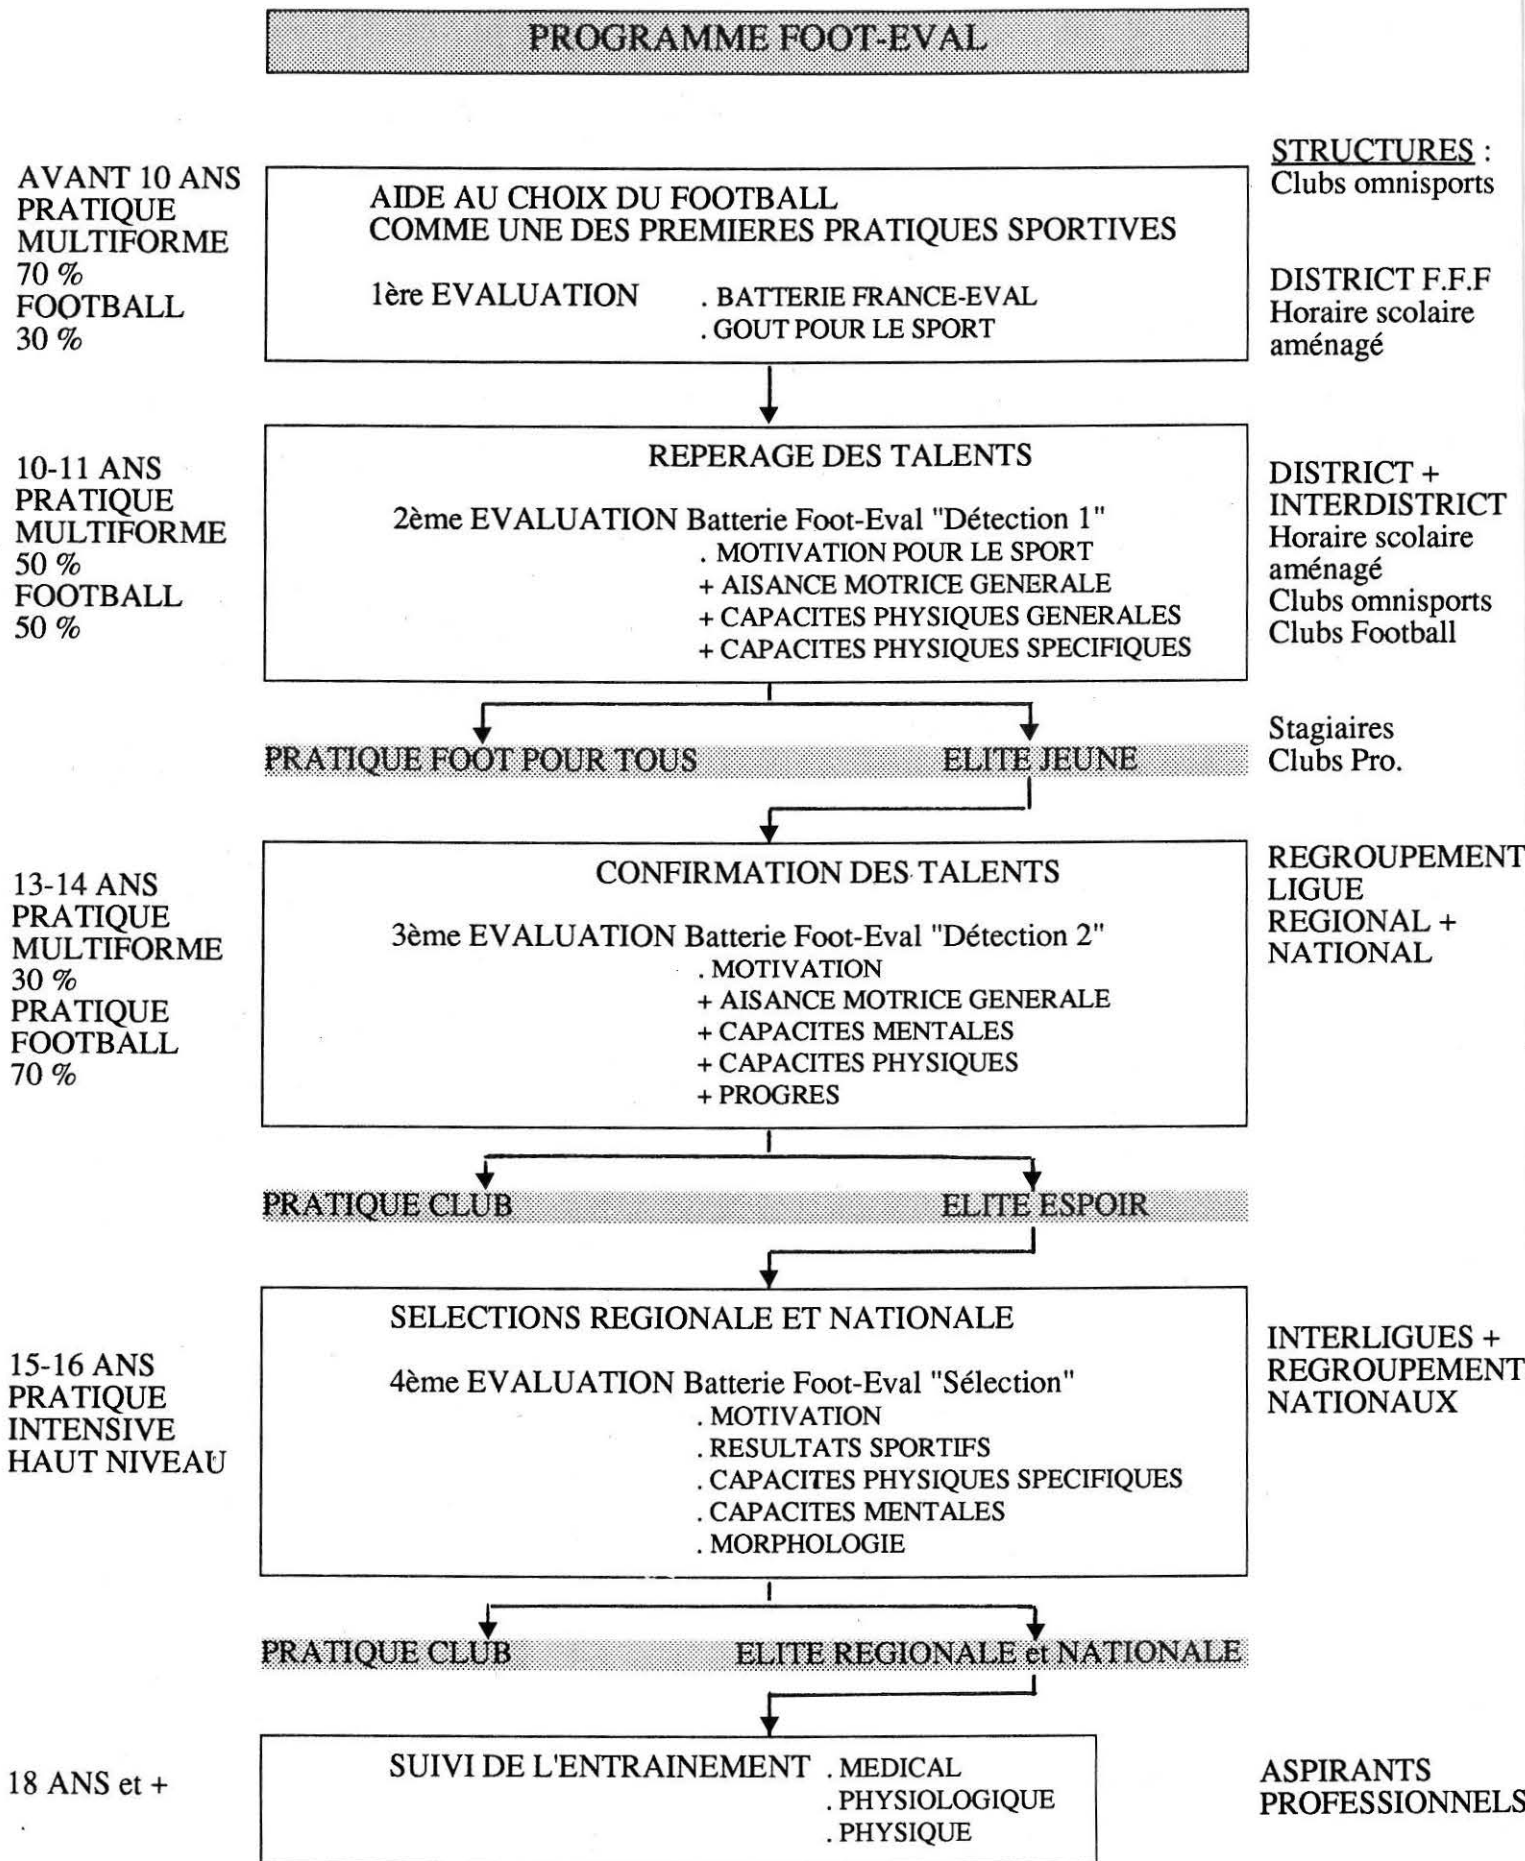 PROGRAMME FOOT-EVAL
AVANT 10 ANS
PRATIQUE
MULTIFORME
70 %
FOOTBALL
30 %
AIDE AU CHOIX DU FOOTBALL
COMME UNE DES PREMIERES PRATIQUES SPORTIVES
1ère EVALUATION . BATTERIE FRANCE-EVAL
. GOUT POUR LE SPORT
STRUCTURES :
Clubs omnisports
DISTRICT F.F.F
Horaire scolaire
aménagé
10-11 ANS
PRATIQUE
MULTIFORME
50 %
FOOTBALL
50 %
REPERAGE DES TALENTS
2ème EVALUATION Batterie Foot-Eval "Détection 1"
. MOTIVATION POUR LE SPORT
+ AISANCE MOTRICE GENERALE
+ CAPACITES PHYSIQUES GENERALES
+ CAPACITES PHYSIQUES SPECIFIQUES
DISTRICT +
INTERDISTRICT
Horaire scolaire
aménagé
Clubs omnisports
Clubs Football
PRATIQUE FOOT POUR TOUS ELITE JEUNE
Stagiaires
Clubs Pro.
13-14 ANS
PRATIQUE
MULTIFORME
30 %
PRATIQUE
FOOTBALL
70 %
CONFIRMATION DES TALENTS
3ème EVALUATION Batterie Foot-Eval "Détection 2"
. MOTIVATION
+ AISANCE MOTRICE GENERALE
+ CAPACITES MENTALES
+ CAPACITES PHYSIQUES
+ PROGRES
REGROUPEMENT
LIGUE
REGIONAL +
NATIONAL
PRATIQUE CLUB ELITE ESPOIR
15-16 ANS
PRATIQUE
INTENSIVE
HAUT NIVEAU
SELECTIONS REGIONALE ET NATIONALE
4ème EVALUATION Batterie Foot-Eval "Sélection"
. MOTIVATION
. RESULTATS SPORTIFS
. CAPACITES PHYSIQUES SPECIFIQUES
. CAPACITES MENTALES
. MORPHOLOGIE
INTERLIGUES +
REGROUPEMENT
NATIONAUX
PRATIQUE CLUB ELITE REGIONALE et NATIONALE
18 ANS et +
SUIVI DE L'ENTRAINEMENT . MEDICAL
. PHYSIOLOGIQUE
. PHYSIQUE
ASPIRANTS
PROFESSIONNELS